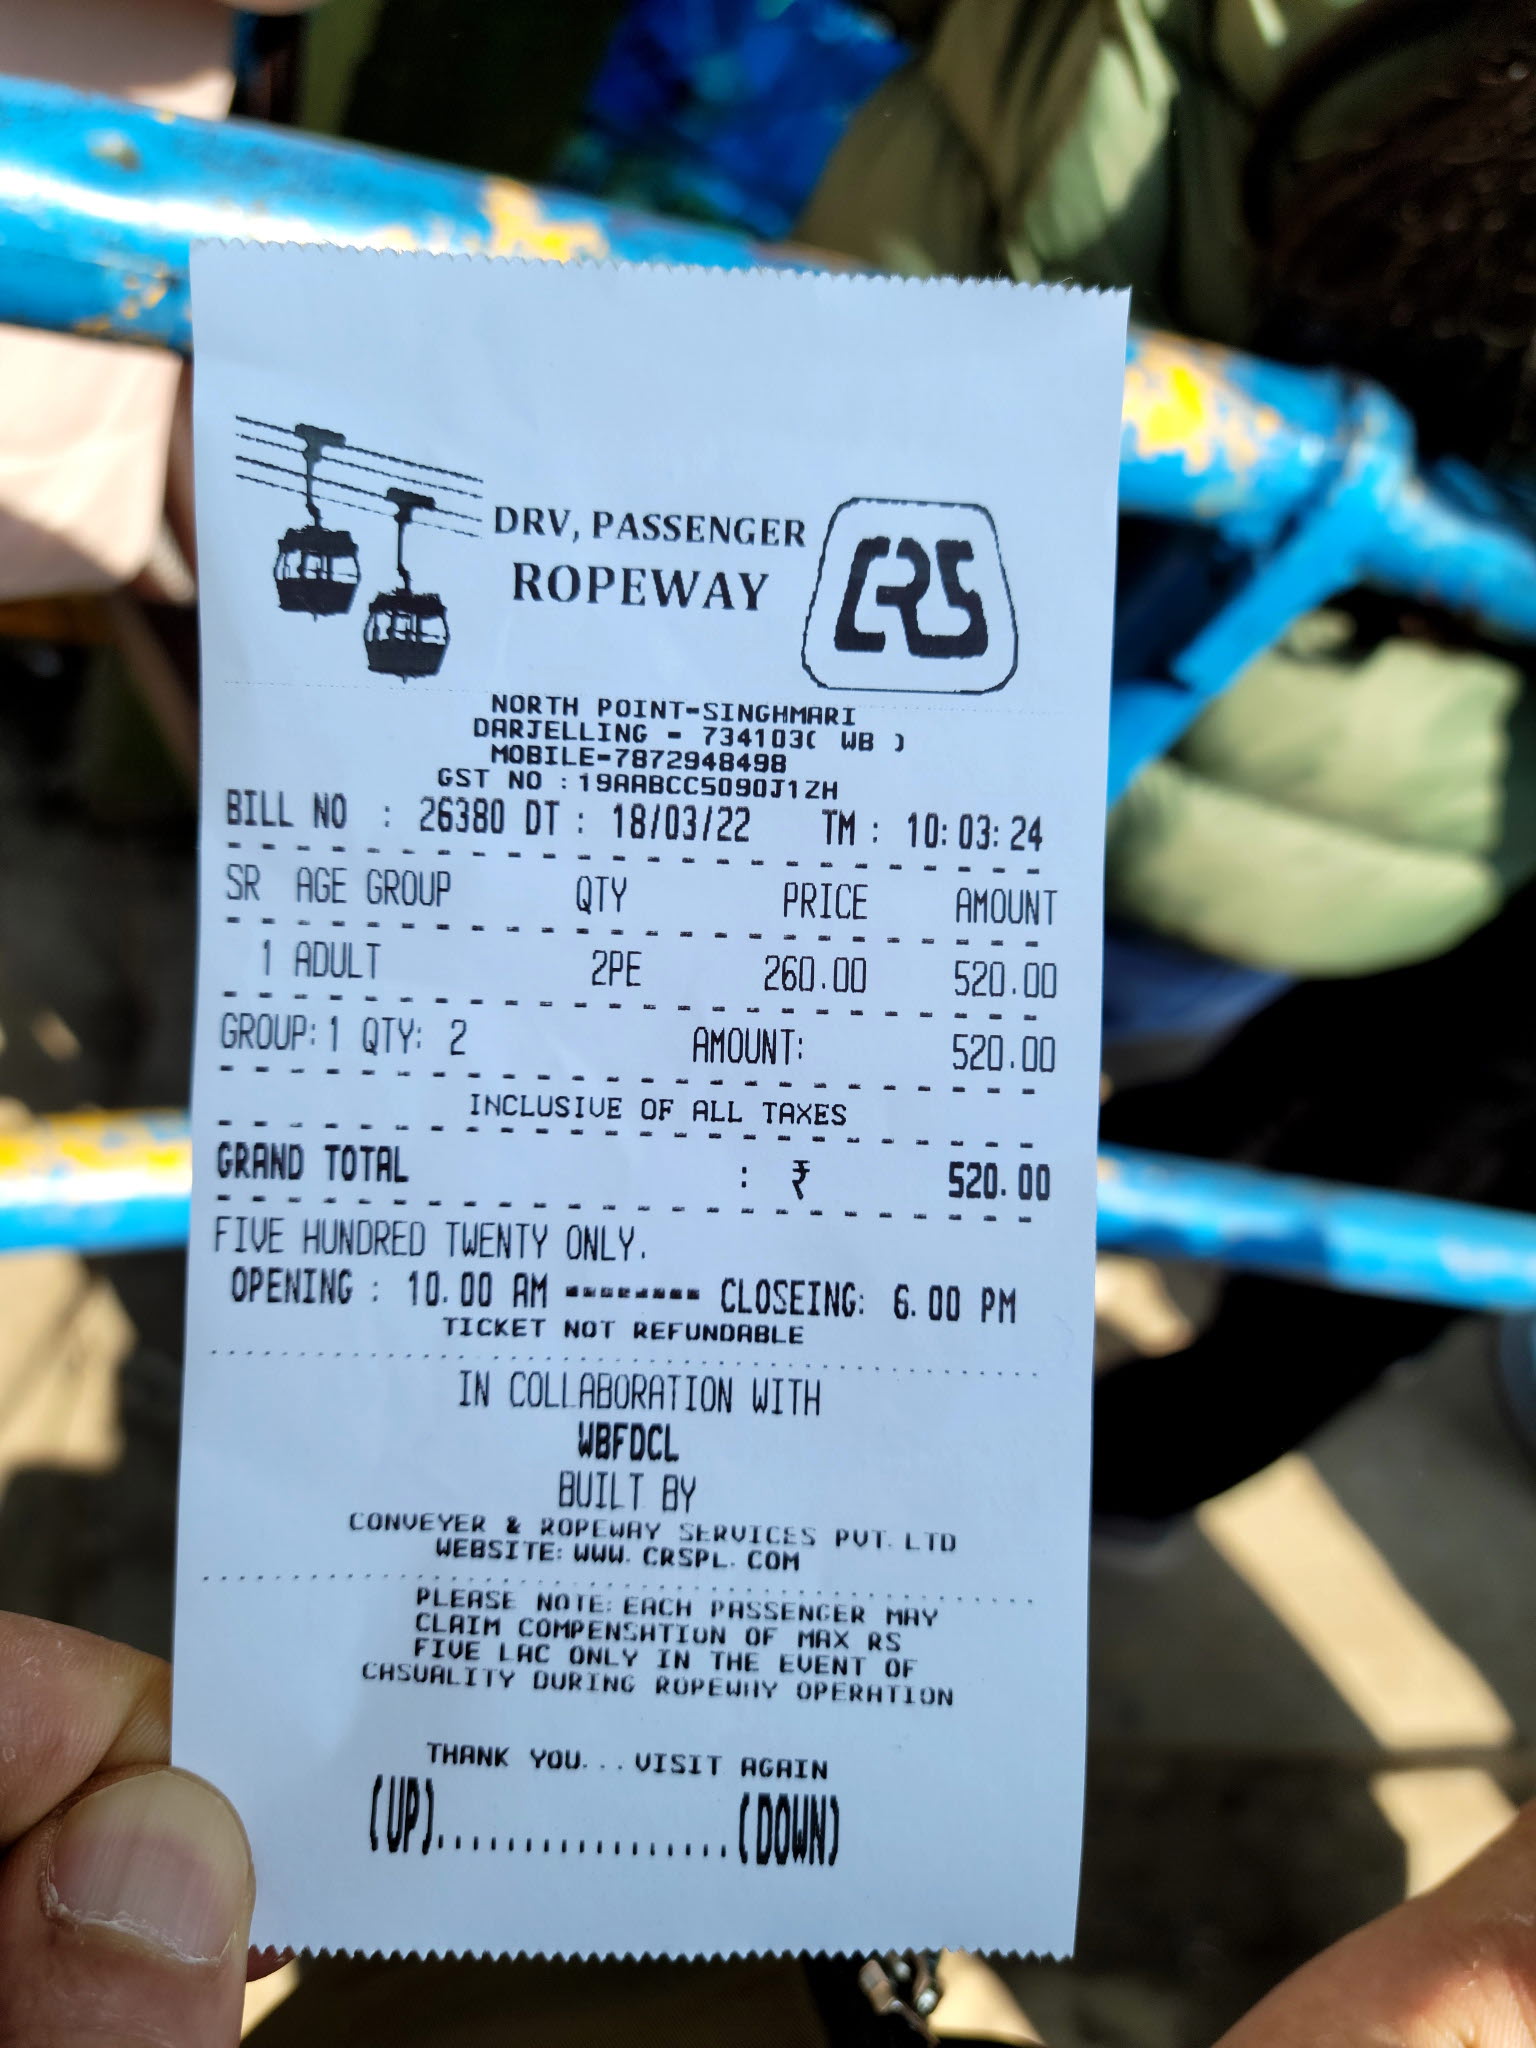 DRV, PASSENGER
ROPEWAY
CRS
NORTH POINT-SINGHMARI
DARJELLING - 734103( WB )
MOBILE-7872948498
GST NO :19AABCC5090J1ZH
BILL NO : 26380 DT : 18/03/22 TM : 10:03:24
SR AGE GROUP QTY PRICE AMOUNT
1 ADULT 2PE 260.00 520.00
GROUP:1 QTY: 2 AMOUNT: 520.00
INCLUSIVE OF ALL TAXES
GRAND TOTAL : ₹ 520.00
FIVE HUNDRED TWENTY ONLY.
OPENING : 10.00 AM -------- CLOSEING: 6.00 PM
TICKET NOT REFUNDABLE
IN COLLABORATION WITH
WBFDCL
BUILT BY
CONVEYER & ROPEWAY SERVICES PVT. LTD
WEBSITE: WWW. CRSPL. COM
PLEASE NOTE: EACH PASSENGER MAY
CLAIM COMPENSATION OF MAX RS
FIVE LAC ONLY IN THE EVENT OF
CASUALITY DURING ROPEWAY OPERATION
THANK YOU...VISIT AGAIN
(UP).................(DOWN)